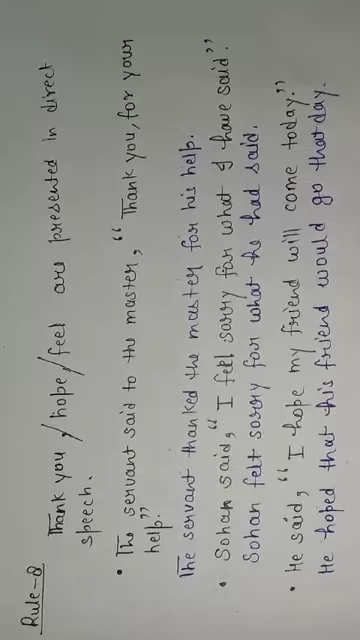 Rule-8
Thank you / hope / feel are presented in direct
speech.
• The servant said to the master, "Thank you, for your
help."
The servant thanked the master for his help.
• Sohan said, "I feel sorry for what I have said."
Sohan felt sorry for what he had said.
• He said, "I hope my friend will come today."
He hoped that his friend would go that day.